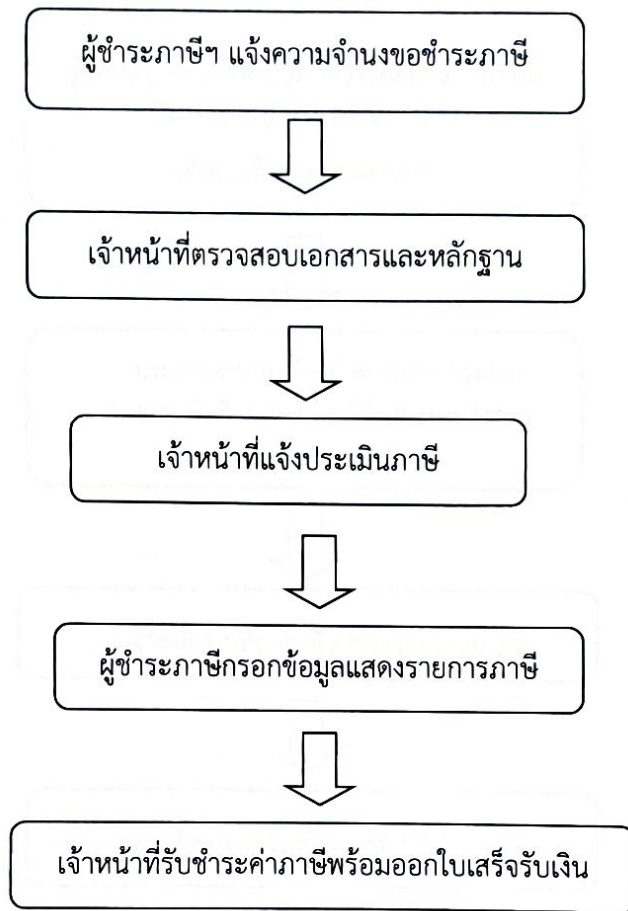 ผู้ชำระภาษีฯ แจ้งความจำนงขอชำระภาษี
เจ้าหน้าที่ตรวจสอบเอกสารและหลักฐาน
เจ้าหน้าที่แจ้งประเมินภาษี
ผู้ชำระภาษีกรอกข้อมูลแสดงรายการภาษี
เจ้าหน้าที่รับชำระค่าภาษีพร้อมออกใบเสร็จรับเงิน